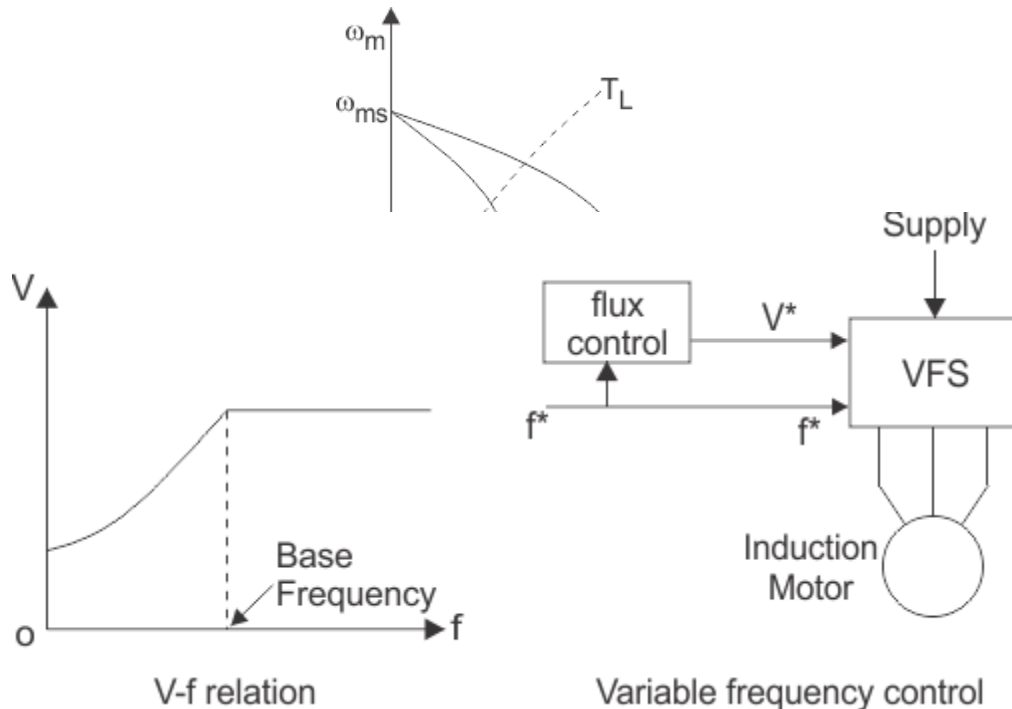 ωm
ωms
TL
Supply
V
flux
control
V*
VFS
f*
f*
Base
Frequency
Induction
Motor
o
f
V-f relation
Variable frequency control